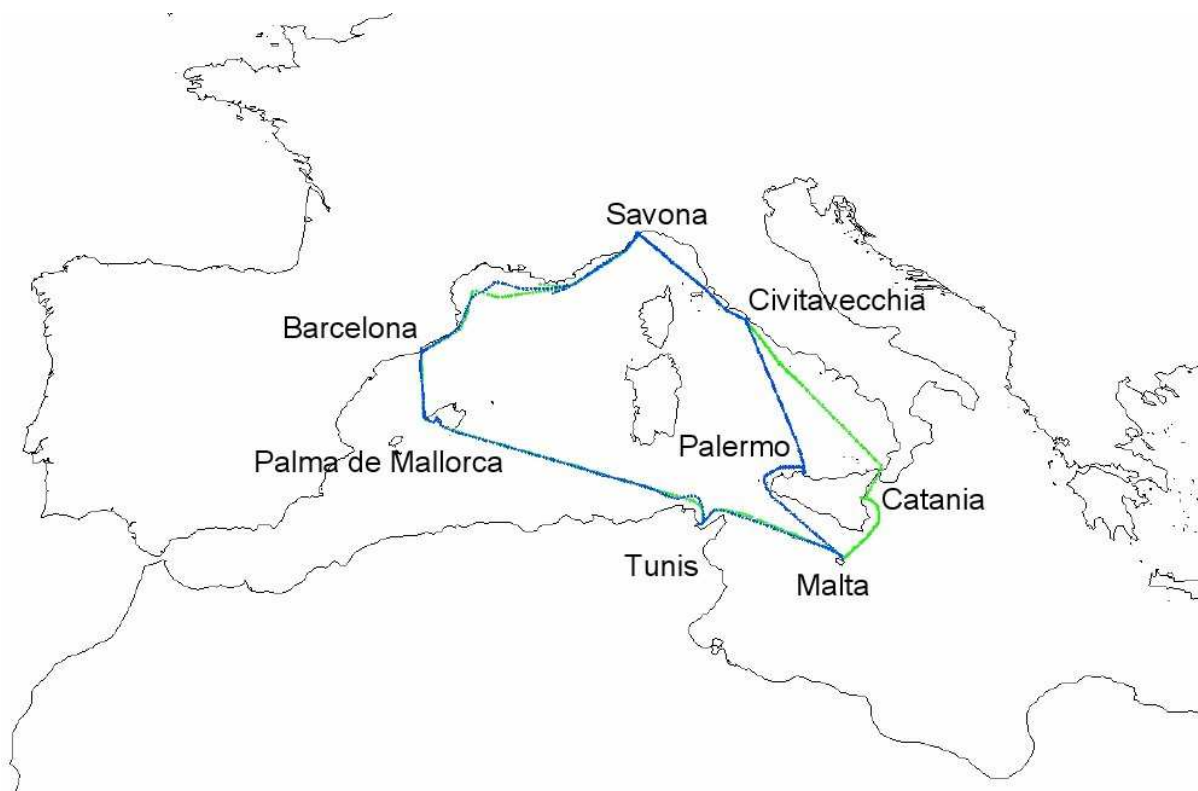 Savona
Civitavecchia
Barcelona
Palermo
Palma de Mallorca
Catania
Tunis
Malta